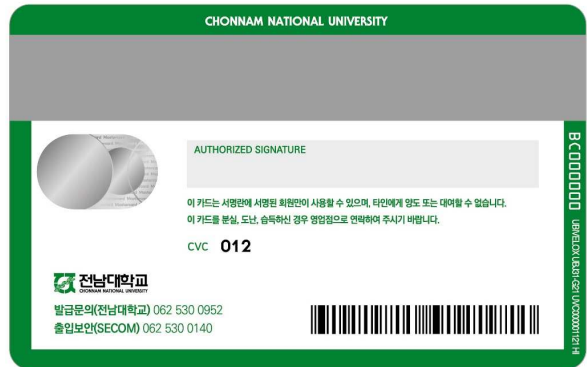 CHONNAM NATIONAL UNIVERSITY
AUTHORIZED SIGNATURE
이 카드는 서명란에 서명된 회원만이 사용할 수 있으며, 타인에게 양도 또는 대여할 수 없습니다.
이 카드를 분실, 도난, 습득하신 경우 영업점으로 연락하여 주시기 바랍니다.
CVC 012
전남대학교
CHONNAM NATIONAL UNIVERSITY
발급문의(전남대학교) 062 530 0952
출입보안(SECOM) 062 530 0140
BC000000 UBIVELOX UBJ31-G21 UVC000001121 HI